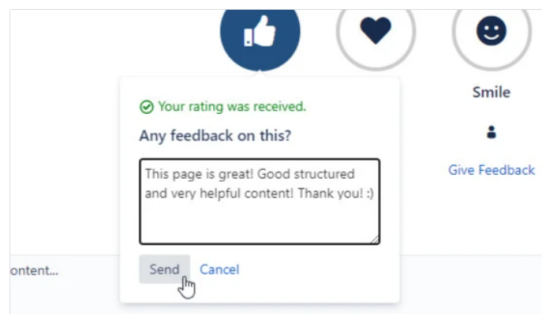 Smile
Your rating was received.
Any feedback on this?
This page is great! Good structured
and very helpful content! Thank you! :)
Give Feedback
Send Cancel
ontent...